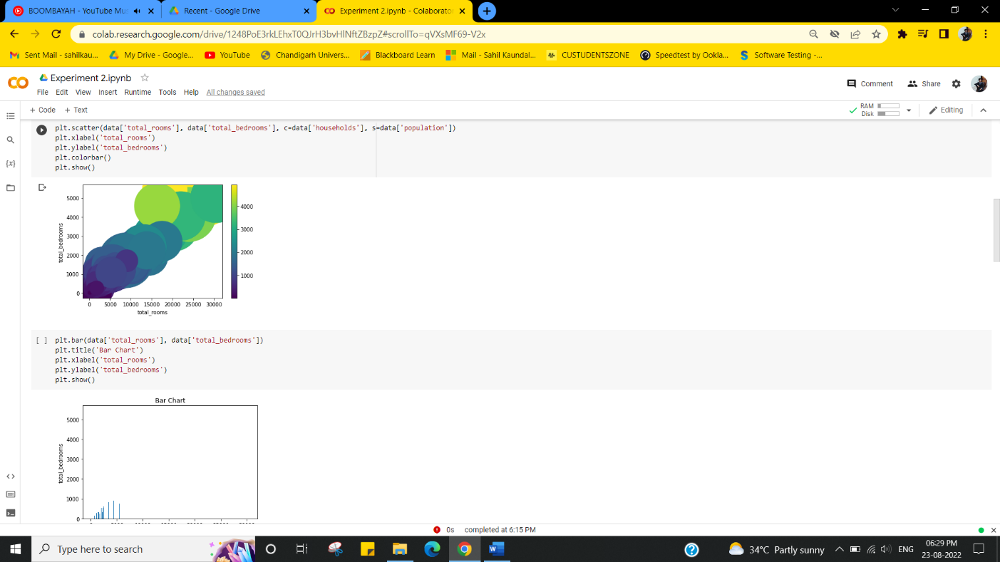 BOOMBAYAH - YouTube Mus
Recent - Google Drive
Experiment 2.ipynb - Colaborator
colab.research.google.com/drive/1248PoE3rkLEhxT0QJrH3bvHlNftZBzpZ#scrollTo=qVXsMF69-V2x
Sent Mail - sahilkau...
My Drive - Google...
YouTube
Chandigarh Univers...
Blackboard Learn
Mail - Sahil Kaundal...
CUSTUDENTSZONE
Speedtest by Ookla...
Software Testing -...
CO
Experiment 2.ipynb
Comment
Share
File Edit View Insert Runtime Tools Help All changes saved
+ Code + Text
RAM
Disk
Editing
{x}
plt.scatter(data['total_rooms'], data['total_bedrooms'], c=data['households'], s=data['population'])
plt.xlabel('total_rooms')
plt.ylabel('total_bedrooms')
plt.colorbar()
plt.show()
5000
4000
3000
2000
1000
0
total_bedrooms
0 5000 10000 15000 20000 25000 30000
total_rooms
4000
3000
2000
1000
[ ] plt.bar(data['total_rooms'], data['total_bedrooms'])
plt.title('Bar Chart')
plt.xlabel('total_rooms')
plt.ylabel('total_bedrooms')
plt.show()
Bar Chart
5000
4000
3000
2000
1000
0
total_bedrooms
0s completed at 6:15 PM
Type here to search
34°C Partly sunny
ENG
06:29 PM
23-08-2022